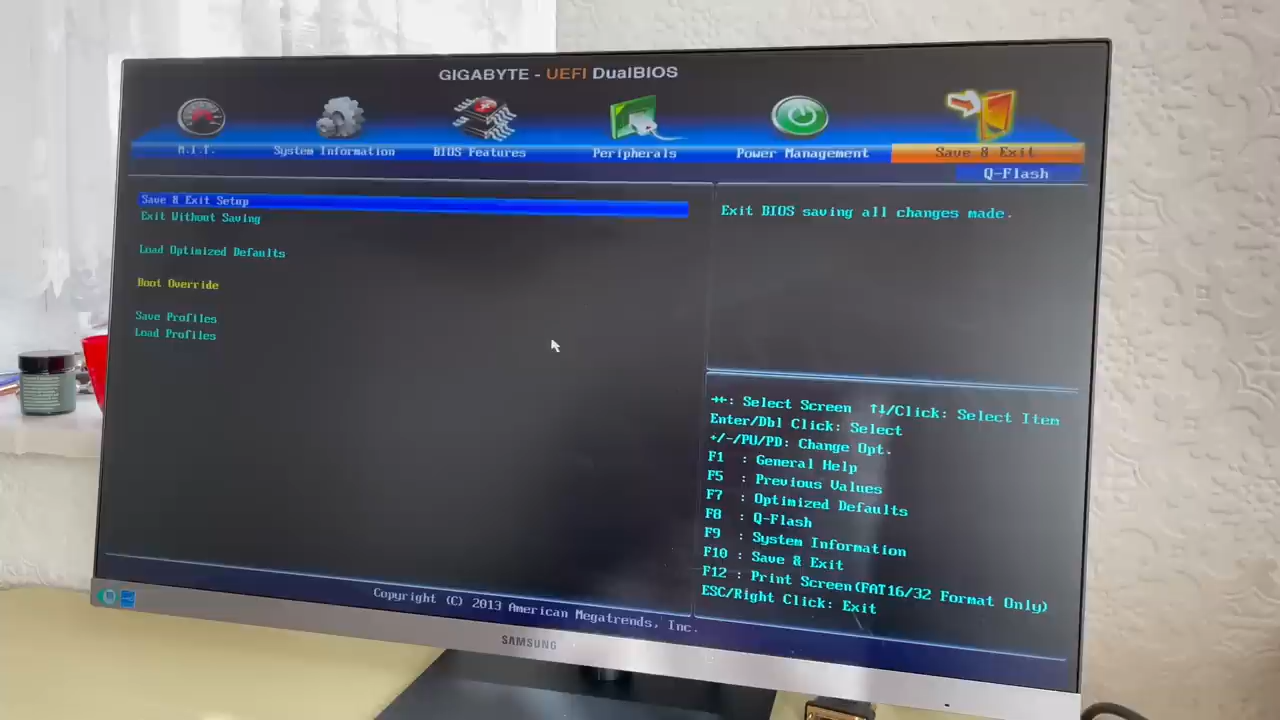 GIGABYTE - UEFI DualBIOS
M.I.T. System Information BIOS Features Peripherals Power Management Save & Exit
Q-Flash
Save & Exit Setup
Exit Without Saving
Load Optimized Defaults
Boot Override
Save Profiles
Load Profiles
Exit BIOS saving all changes made.
→←: Select Screen ↑↓/Click: Select Item
Enter/Dbl Click: Select
+/-/PU/PD: Change Opt.
F1 : General Help
F5 : Previous Values
F7 : Optimized Defaults
F8 : Q-Flash
F9 : System Information
F10 : Save & Exit
F12 : Print Screen(FAT16/32 Format Only)
ESC/Right Click: Exit
Copyright (C) 2013 American Megatrends, Inc.
SAMSUNG